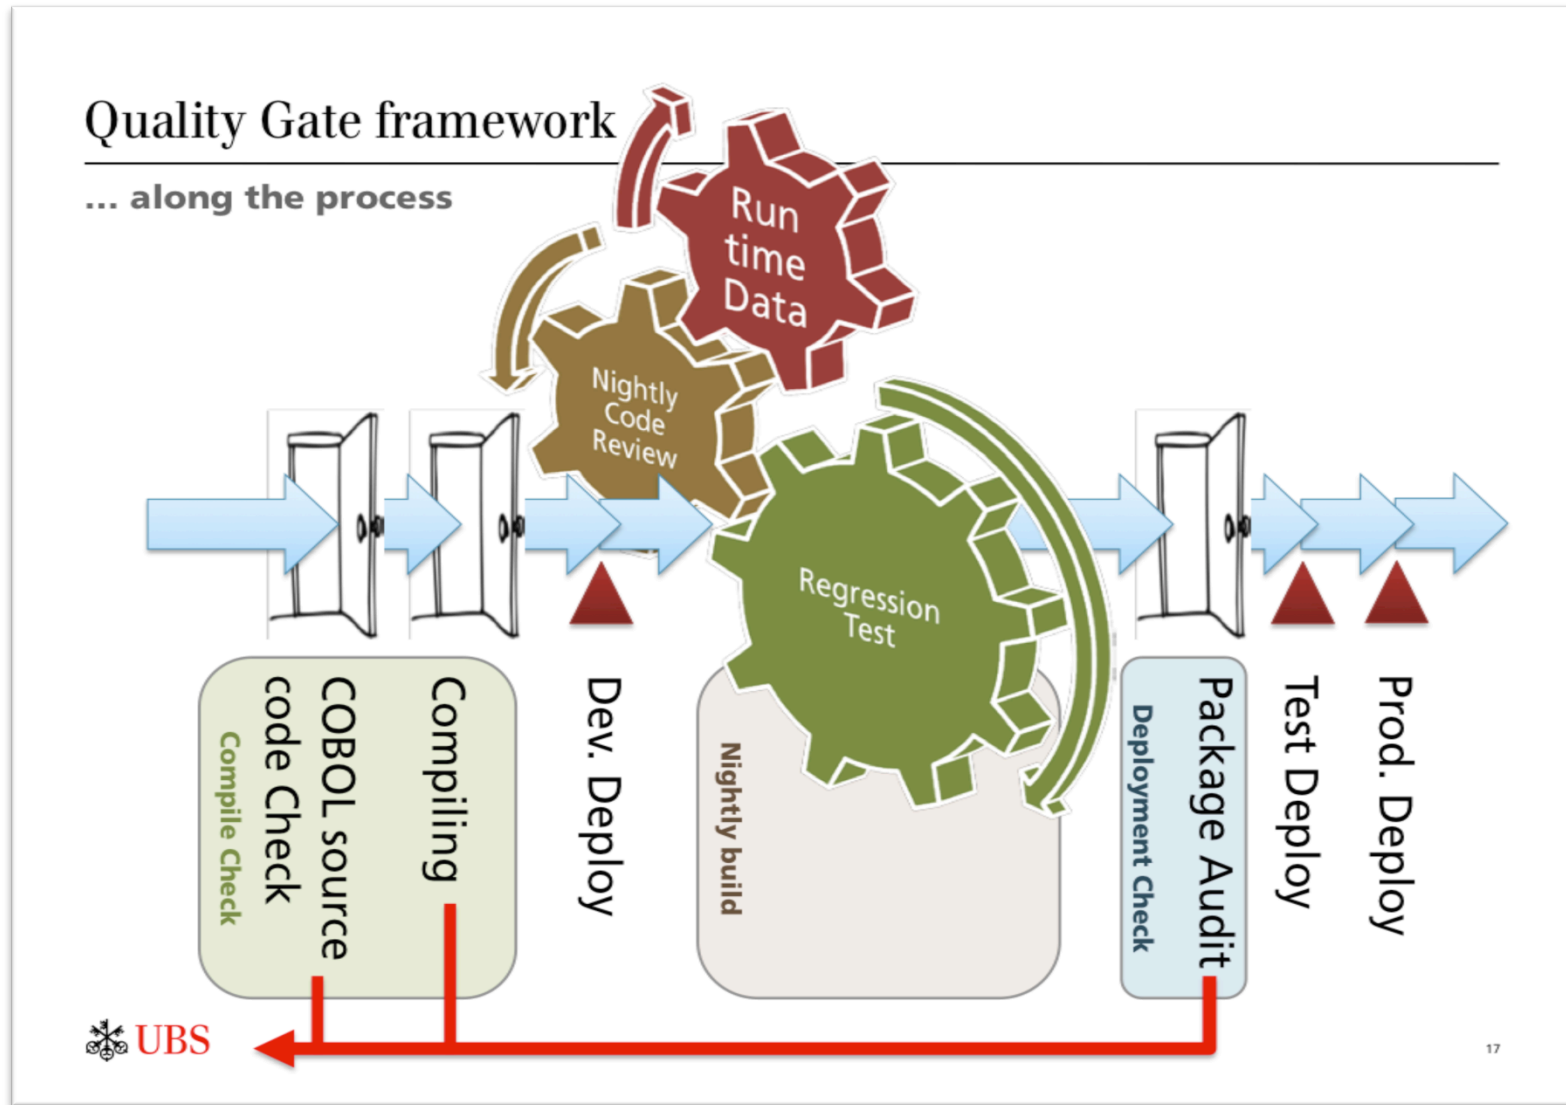 Quality Gate framework
... along the process
Run
time
Data
Nightly
Code
Review
Regression
Test
Compile Check
COBOL source
code Check
Compiling
Dev. Deploy
Nightly build
Deployment Check
Package Audit
Test Deploy
Prod. Deploy
UBS
17